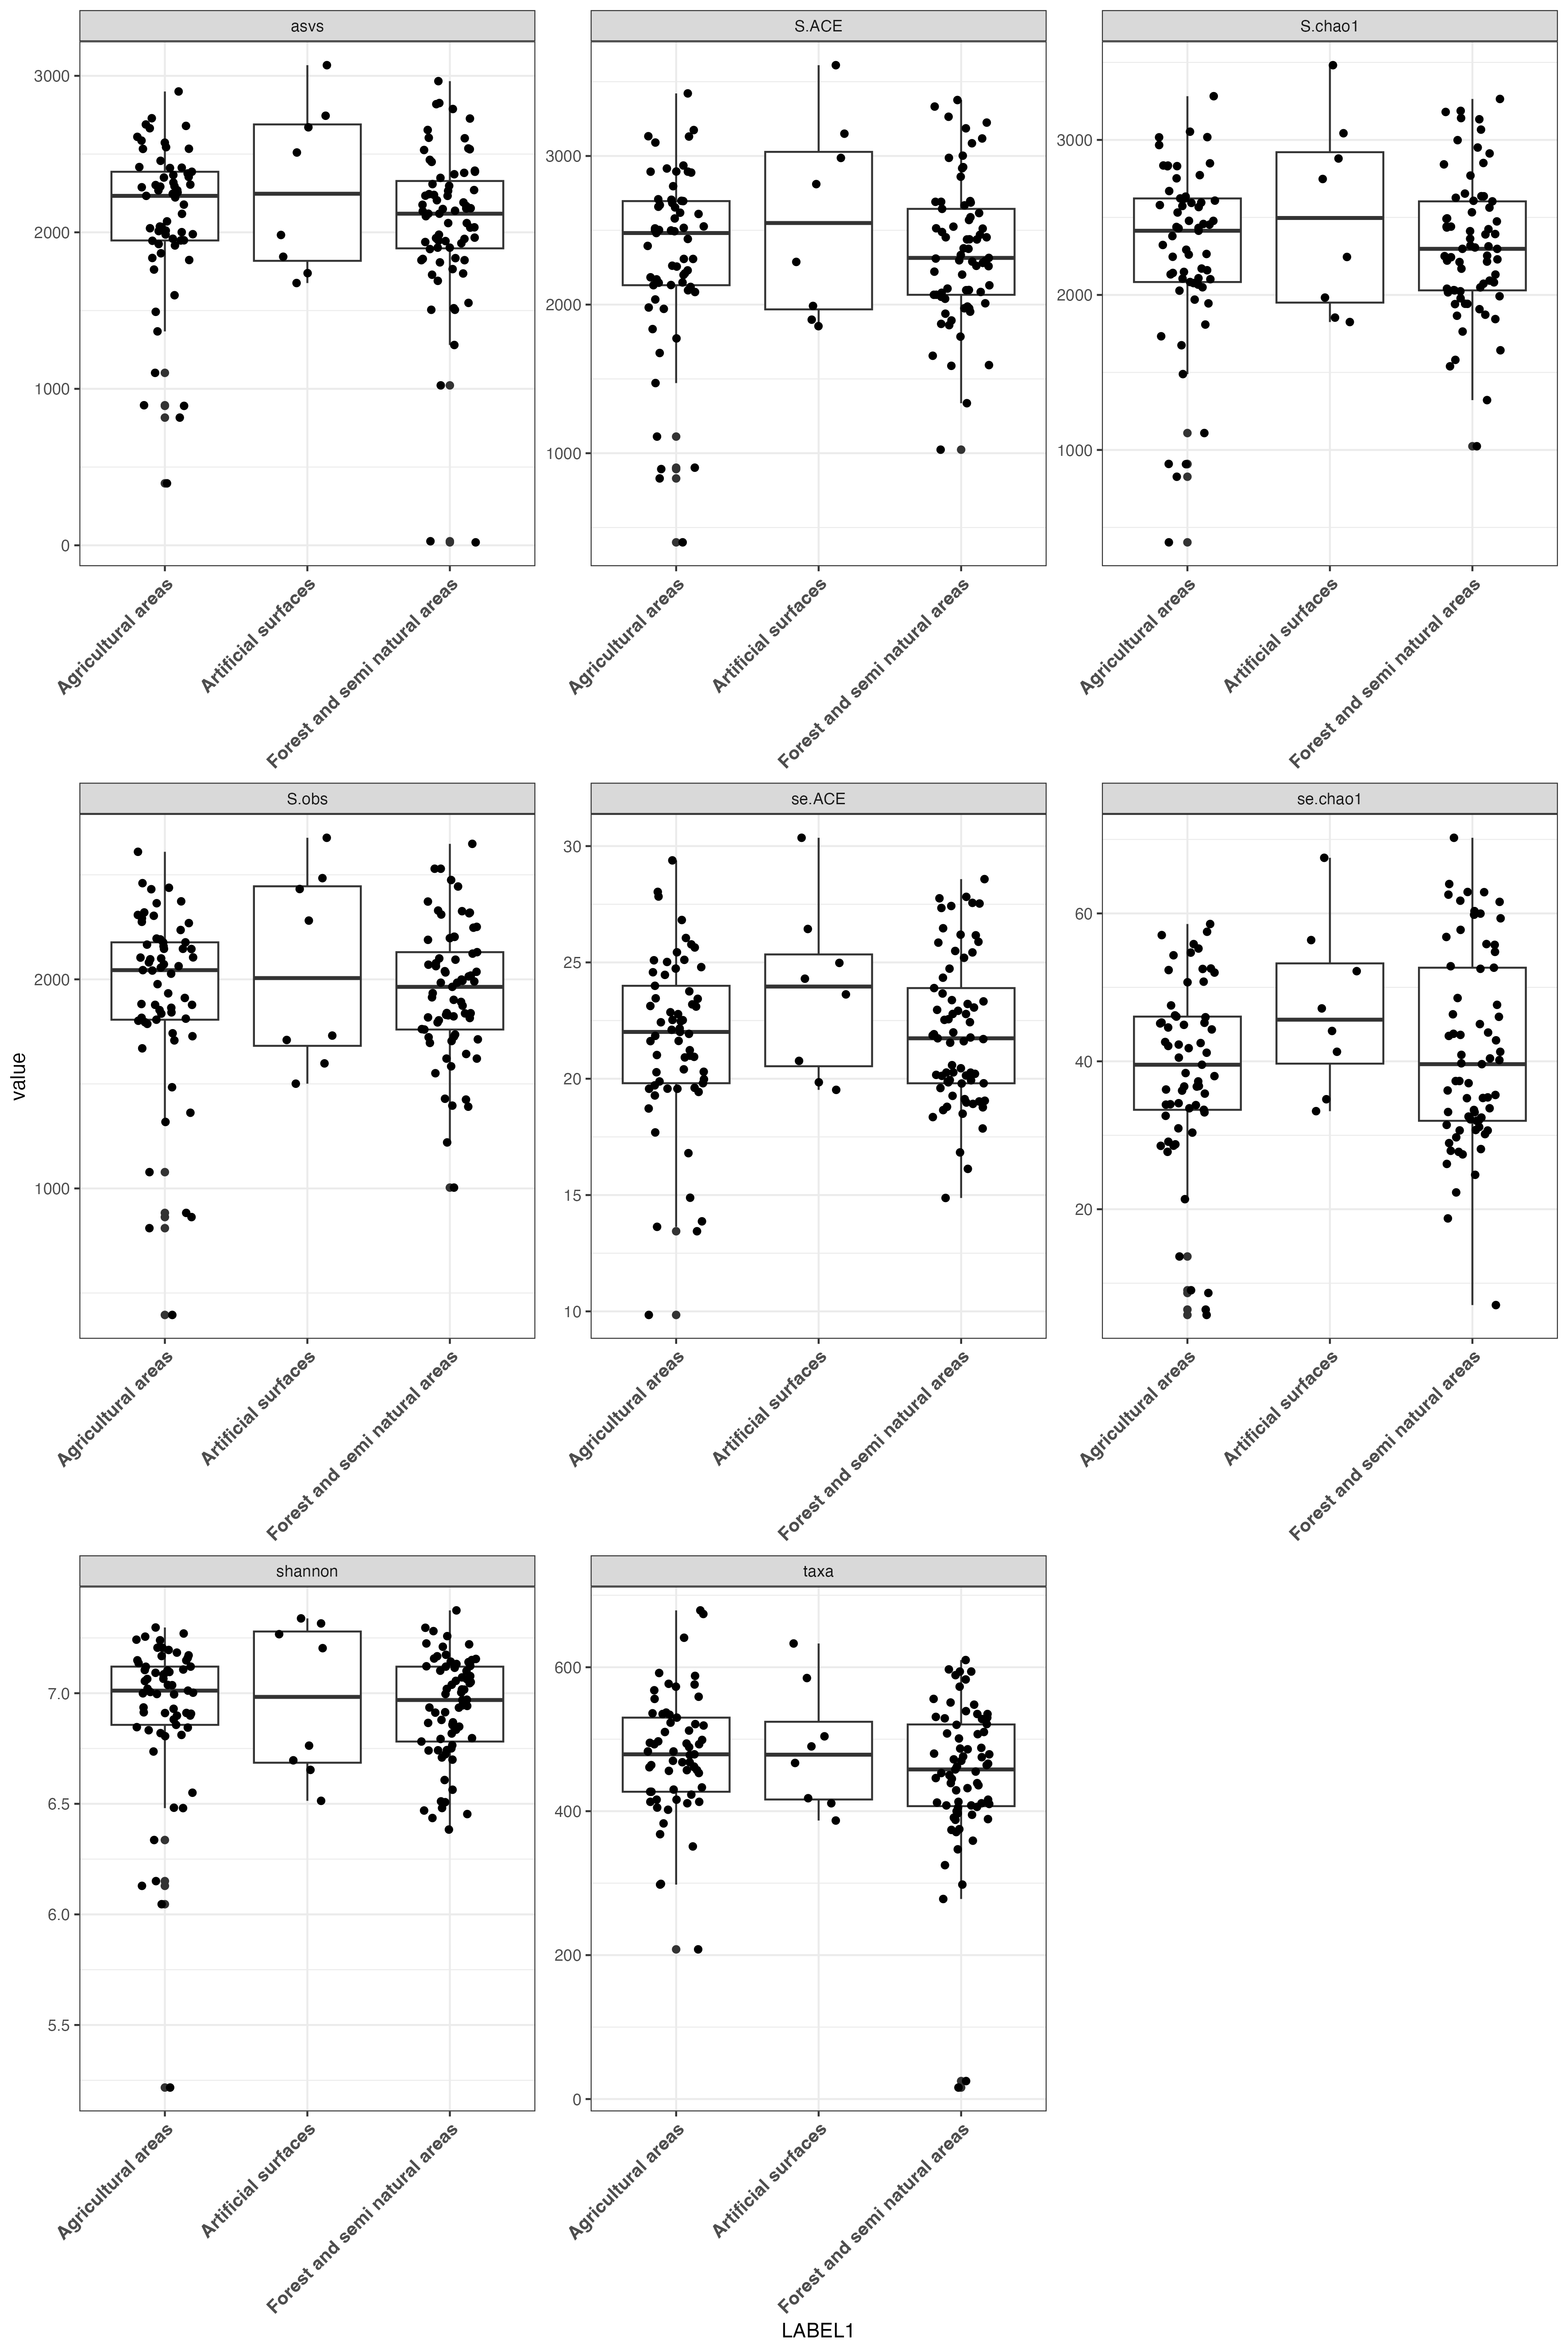 asvs
S.ACE
S.chao1
3000
2000
1000
0
3000
2000
1000
3000
2000
1000
Agricultural areas
Artificial surfaces
Forest and semi natural areas
Agricultural areas
Artificial surfaces
Forest and semi natural areas
Agricultural areas
Artificial surfaces
Forest and semi natural areas
S.obs
se.ACE
se.chao1
value
2000
1000
30
25
20
15
10
60
40
20
Agricultural areas
Artificial surfaces
Forest and semi natural areas
Agricultural areas
Artificial surfaces
Forest and semi natural areas
Agricultural areas
Artificial surfaces
Forest and semi natural areas
shannon
taxa
7.0
6.5
6.0
5.5
600
400
200
0
Agricultural areas
Artificial surfaces
Forest and semi natural areas
Agricultural areas
Artificial surfaces
Forest and semi natural areas
LABEL1